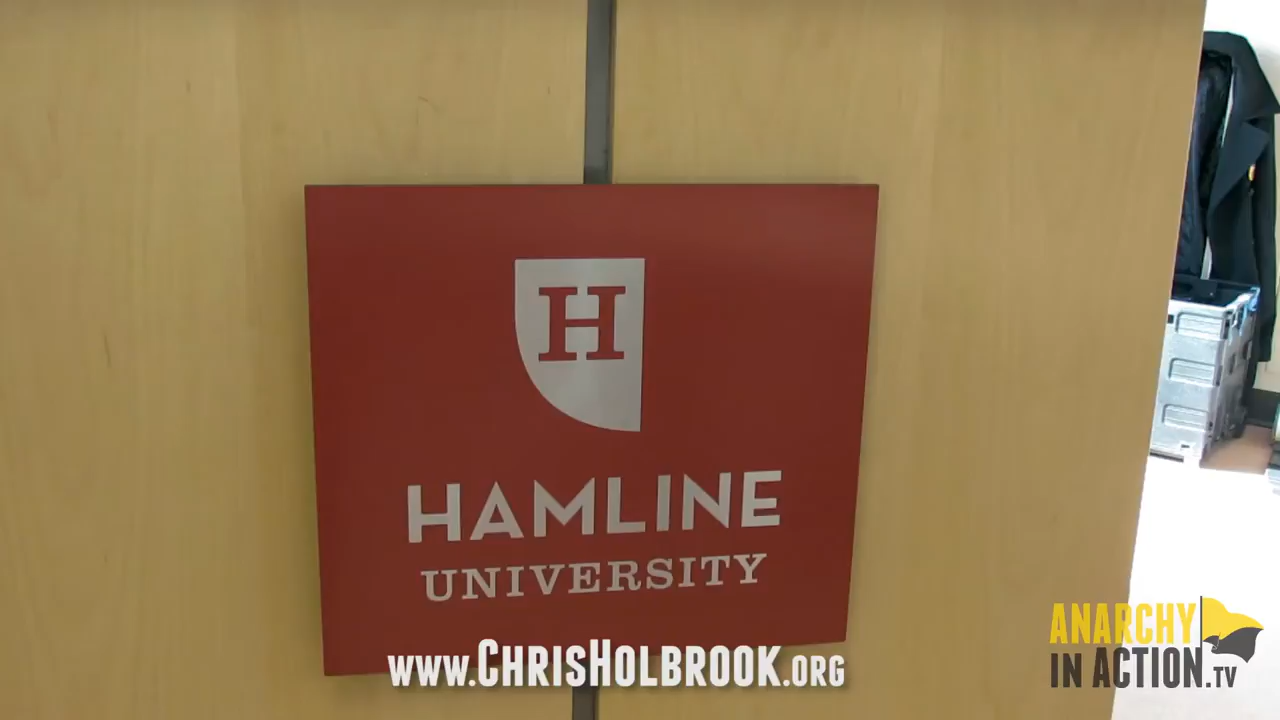 H
HAMLINE
UNIVERSITY
www.ChrisHolbrook.org
ANARCHY
IN ACTION.TV